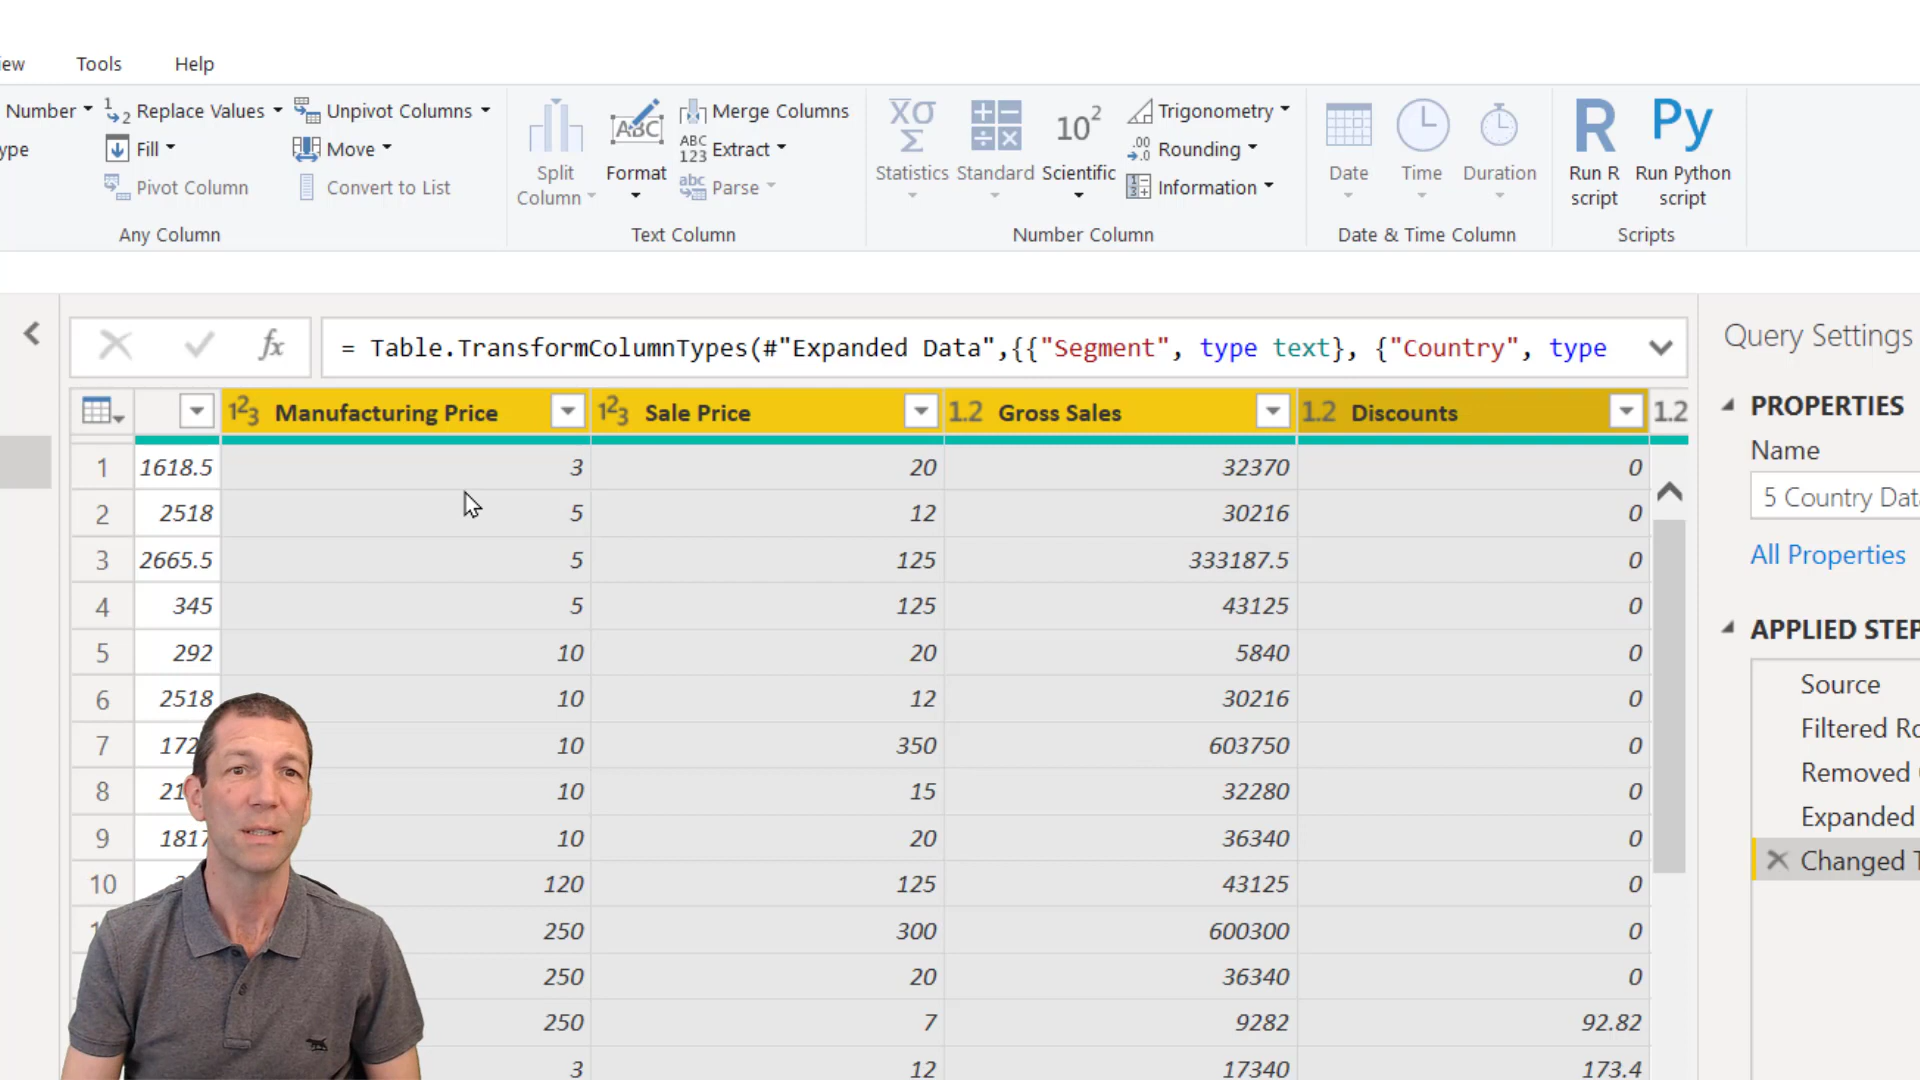 iew Tools Help
Number Replace Values Unpivot Columns
ype Fill Move
Pivot Column Convert to List
Any Column
Split Column
Format
Merge Columns
Extract
Parse
Text Column
Statistics
Standard
Scientific
Trigonometry
Rounding
Information
Number Column
Date
Time
Duration
Date & Time Column
R Py
Run R script
Run Python script
Scripts
fx = Table.TransformColumnTypes(#"Expanded Data",{{"Segment", type text}, {"Country", type
Manufacturing Price Sale Price Gross Sales Discounts 1.2
1 1618.5 3 20 32370 0
2 2518 5 12 30216 0
3 2665.5 5 125 333187.5 0
4 345 5 125 43125 0
5 292 10 20 5840 0
6 2518 10 12 30216 0
7 172 10 350 603750 0
8 21 10 15 32280 0
9 1817 10 20 36340 0
10 120 125 43125 0
250 300 600300 0
250 20 36340 0
250 7 9282 92.82
3 12 17340 173.4
Query Settings
PROPERTIES
Name
5 Country Dat
All Properties
APPLIED STEP
Source
Filtered Ro
Removed
Expanded
Changed T